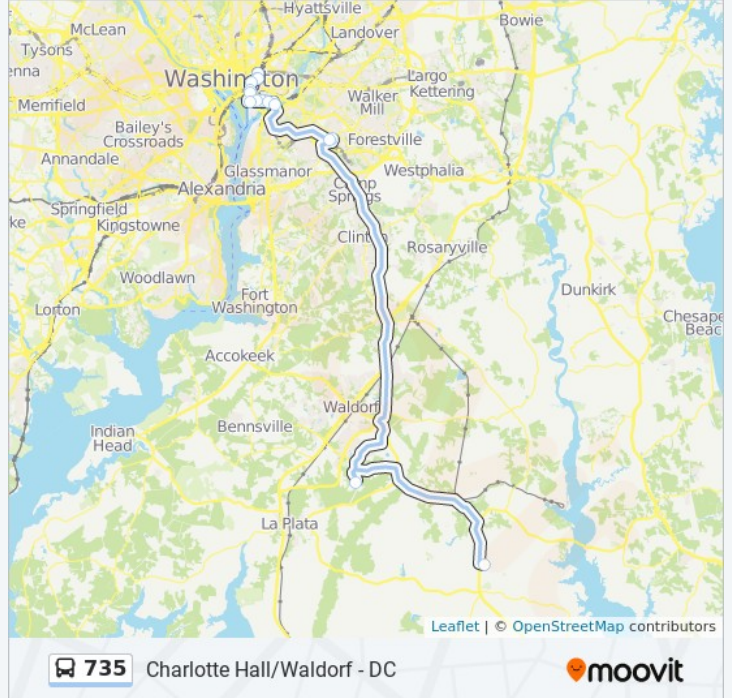 Hyattsville
Bowie
McLean
Landover
Tysons
enna
Washington
Largo
Kettering
Walker
Mill
Merrifield
Bailey's
Crossroads
Forestville
Annandale
Glassmanor
Westphalia
Alexandria
Camp
Springs
Springfield
ke
Kingstowne
Clinton
Rosaryville
Woodlawn
Dunkirk
Fort
Washington
Lorton
Chesape
Beac
Accokeek
Waldorf
Bennsville
Indian
Head
La Plata
Leaflet | © OpenStreetMap contributors
735 Charlotte Hall/Waldorf - DC moovit